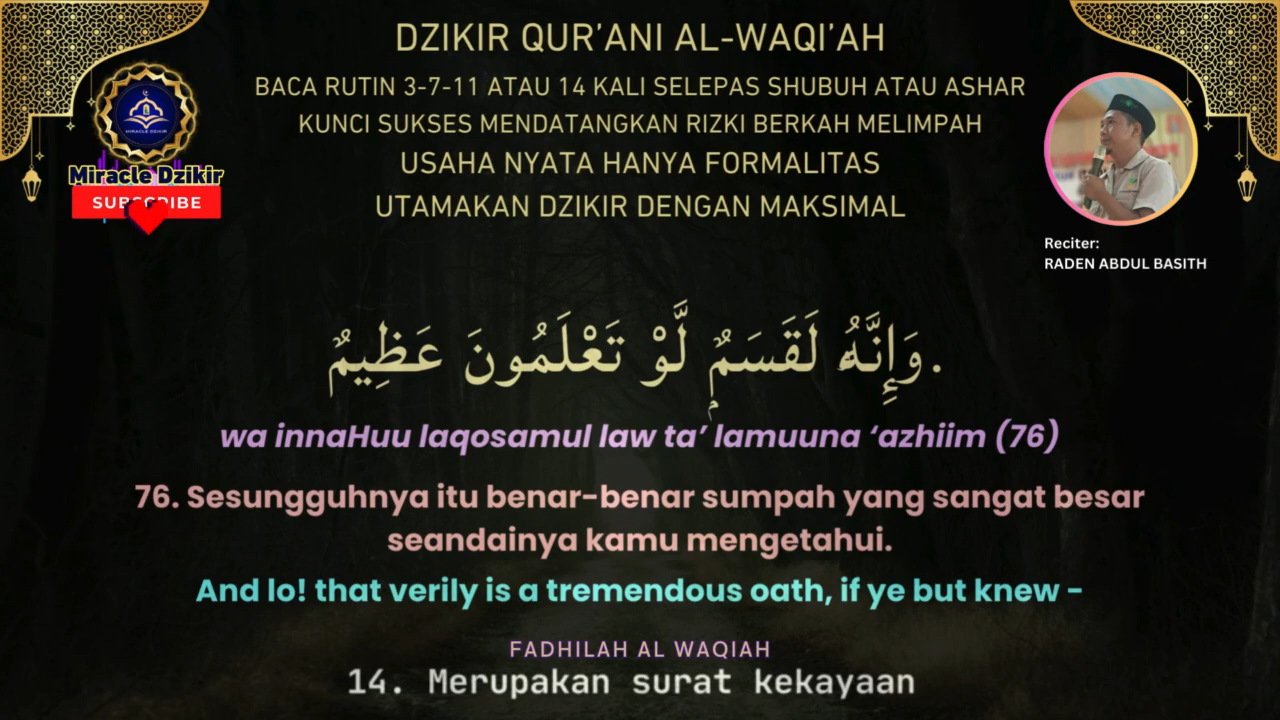 DZIKIR QUR’ANI AL-WAQI’AH
BACA RUTIN 3-7-11 ATAU 14 KALI SELEPAS SHUBUH ATAU ASHAR
KUNCI SUKSES MENDATANGKAN RIZKI BERKAH MELIMPAH
USAHA NYATA HANYA FORMALITAS
UTAMAKAN DZIKIR DENGAN MAKSIMAL
MIRACLE DZIKIR
Miracle Dzikir
SUBSCRIBE
Reciter:
RADEN ABDUL BASITH
وَإِنَّهُۥ لَقَسَمٌ لَّوْ تَعْلَمُونَ عَظِيمٌ.
wa innaHuu laqosamul law ta’ lamuuna ‘azhiim (76)
76. Sesungguhnya itu benar-benar sumpah yang sangat besar
seandainya kamu mengetahui.
And lo! that verily is a tremendous oath, if ye but knew -
FADHILAH AL WAQIAH
14. Merupakan surat kekayaan